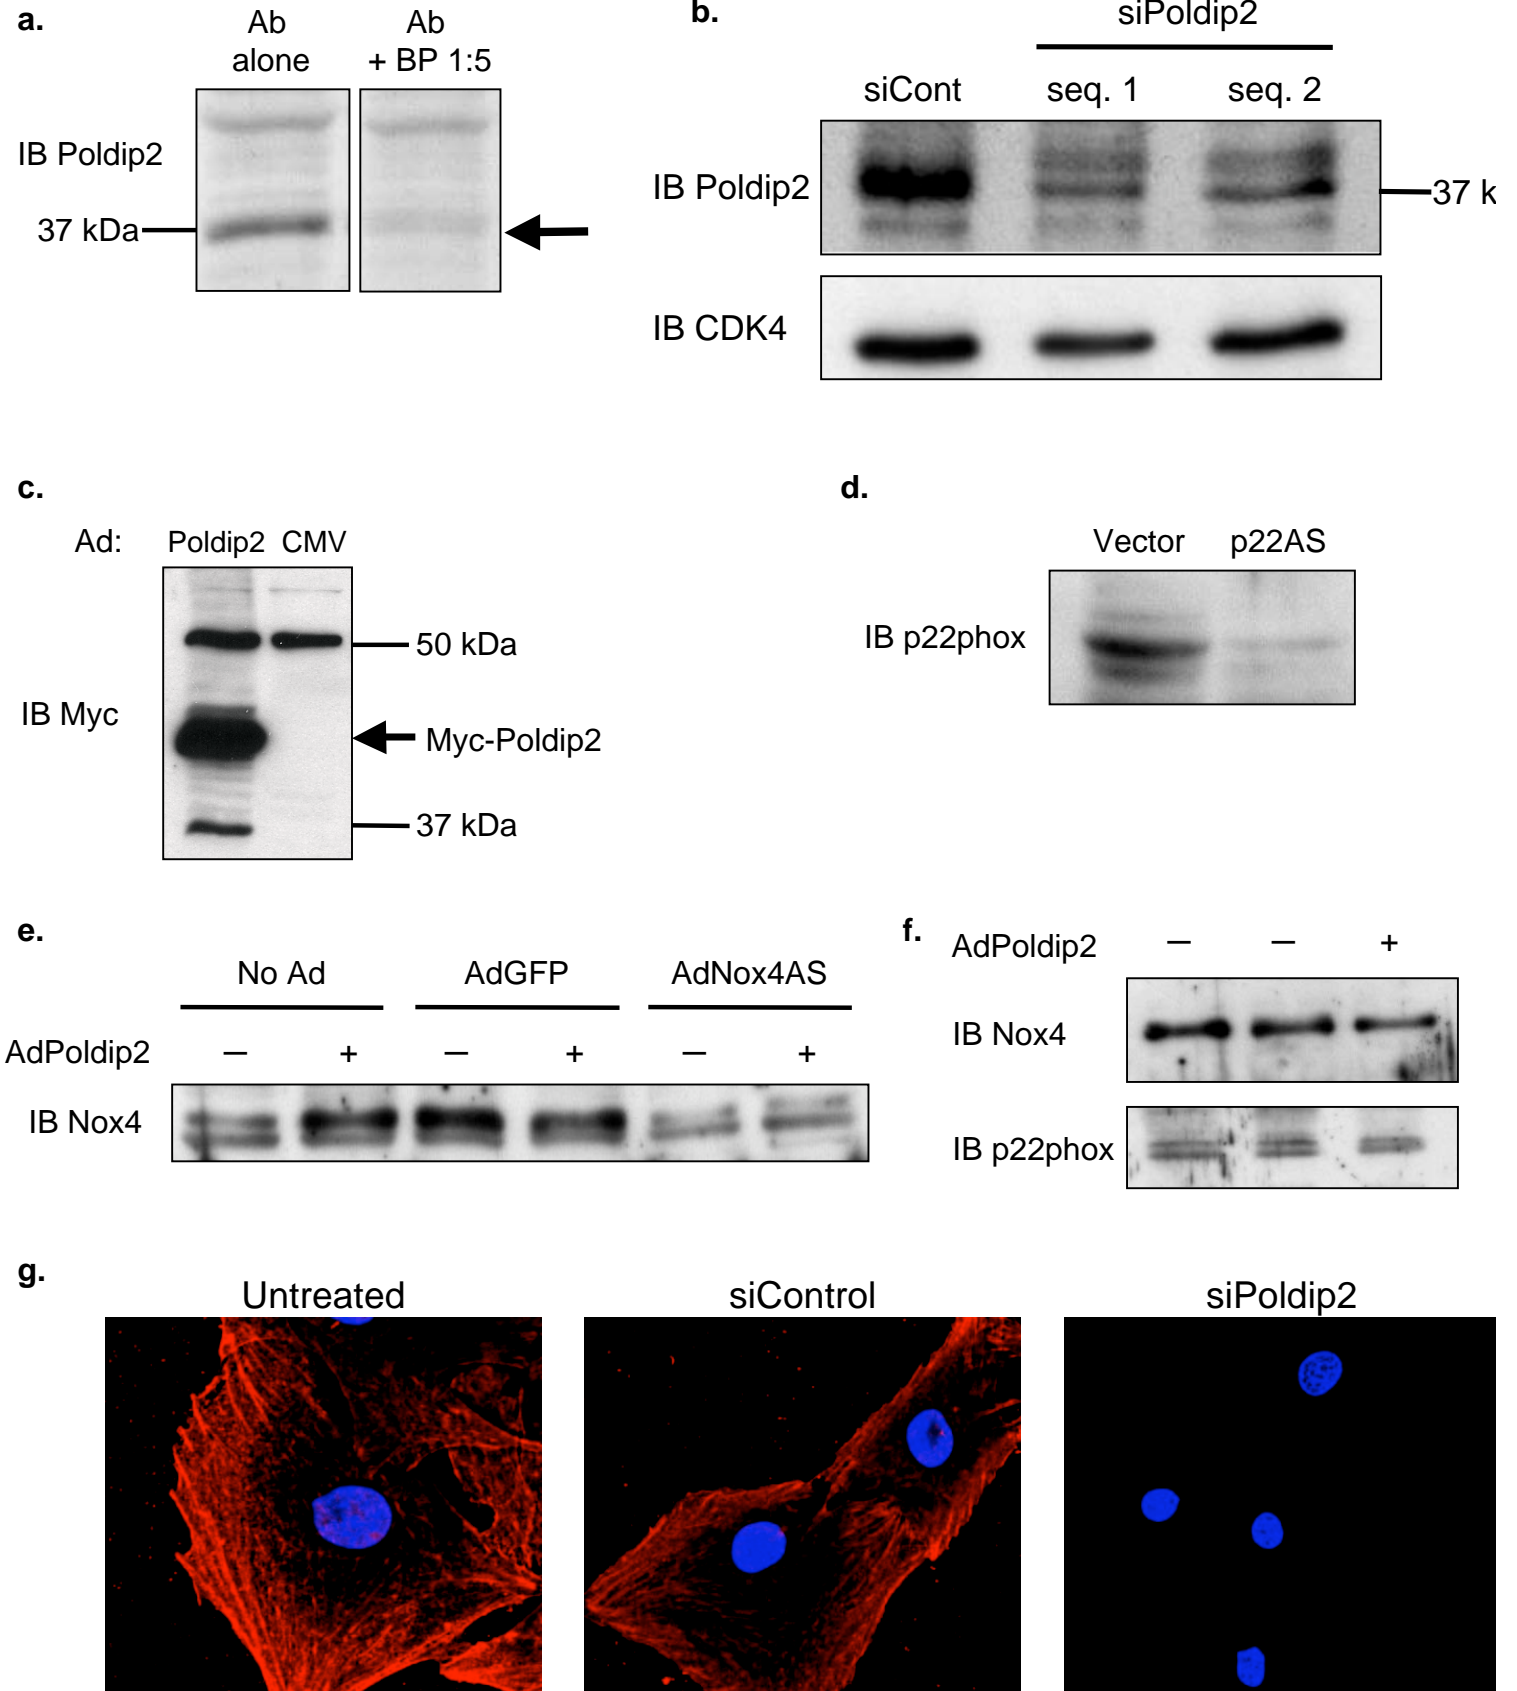 a.
Ab alone
Ab + BP 1:5
IB Poldip2
37 kDa
b.
siPoldip2
siCont
seq. 1
seq. 2
IB Poldip2
37 k
IB CDK4
c.
Ad:
Poldip2
CMV
50 kDa
IB Myc
Myc-Poldip2
37 kDa
d.
Vector
p22AS
IB p22phox
e.
No Ad
AdGFP
AdNox4AS
AdPoldip2
– + – + – +
IB Nox4
f.
AdPoldip2
– – +
IB Nox4
IB p22phox
g.
Untreated
siControl
siPoldip2